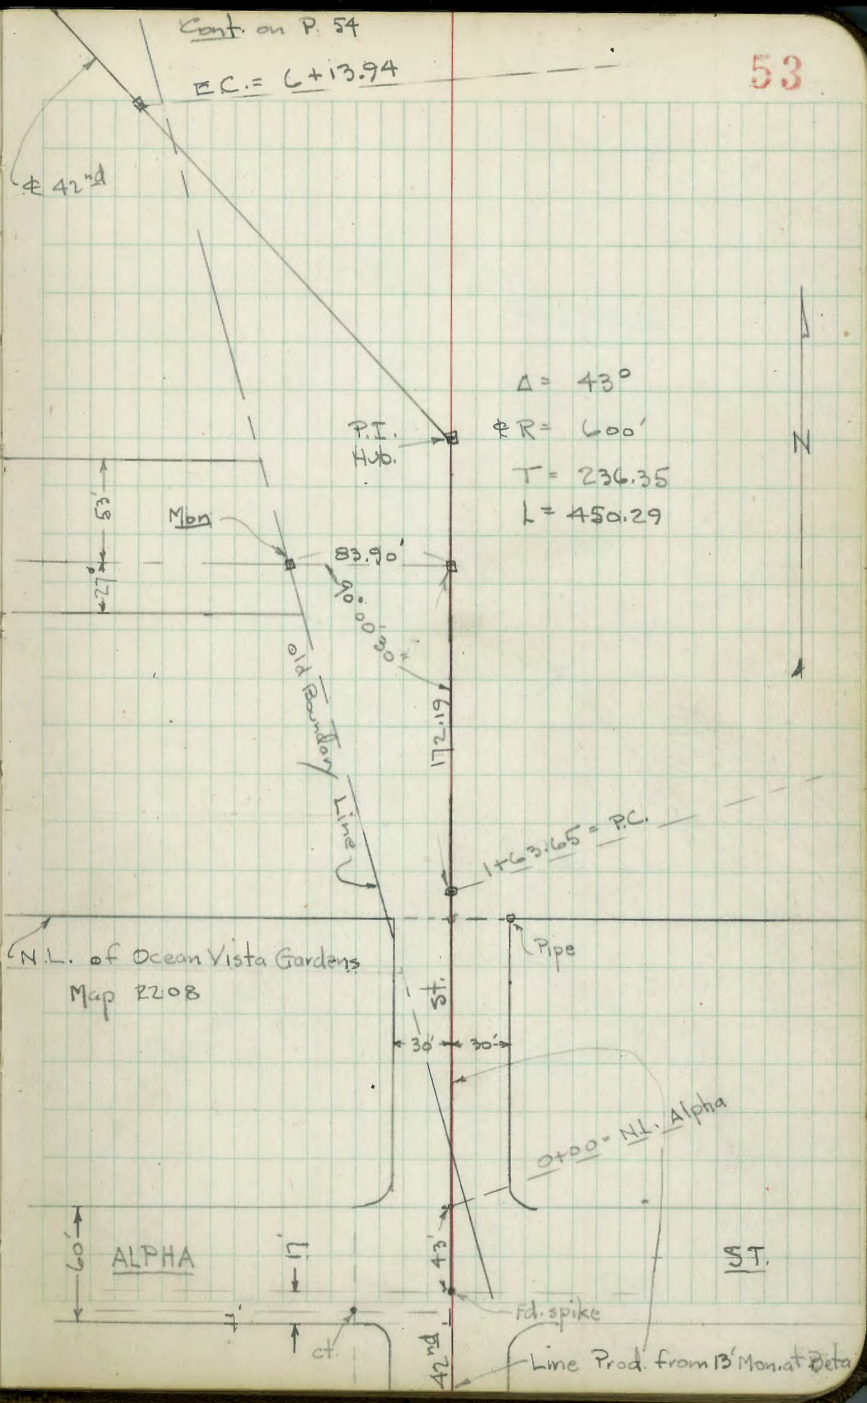 Cont. on P. 54
53
E.C. = 6+13.94
℄ 42nd
Δ = 43°
P.I.
Hub.
℄ R = 600'
T = 236.35
L = 450.29
N
53'
Mon
83.90'
27'
90° 00' 30"
old Boundary Line
172.19
1+63.65 = P.C.
N.L. of Ocean Vista Gardens
Map 2208
Pipe
St.
30' 30'
0+00 = N.L. Alpha
60'
ALPHA
17'
43'
ST.
7'
Fd. spike
ct.
42nd
Line Prod. from 13' Mon. at Beta